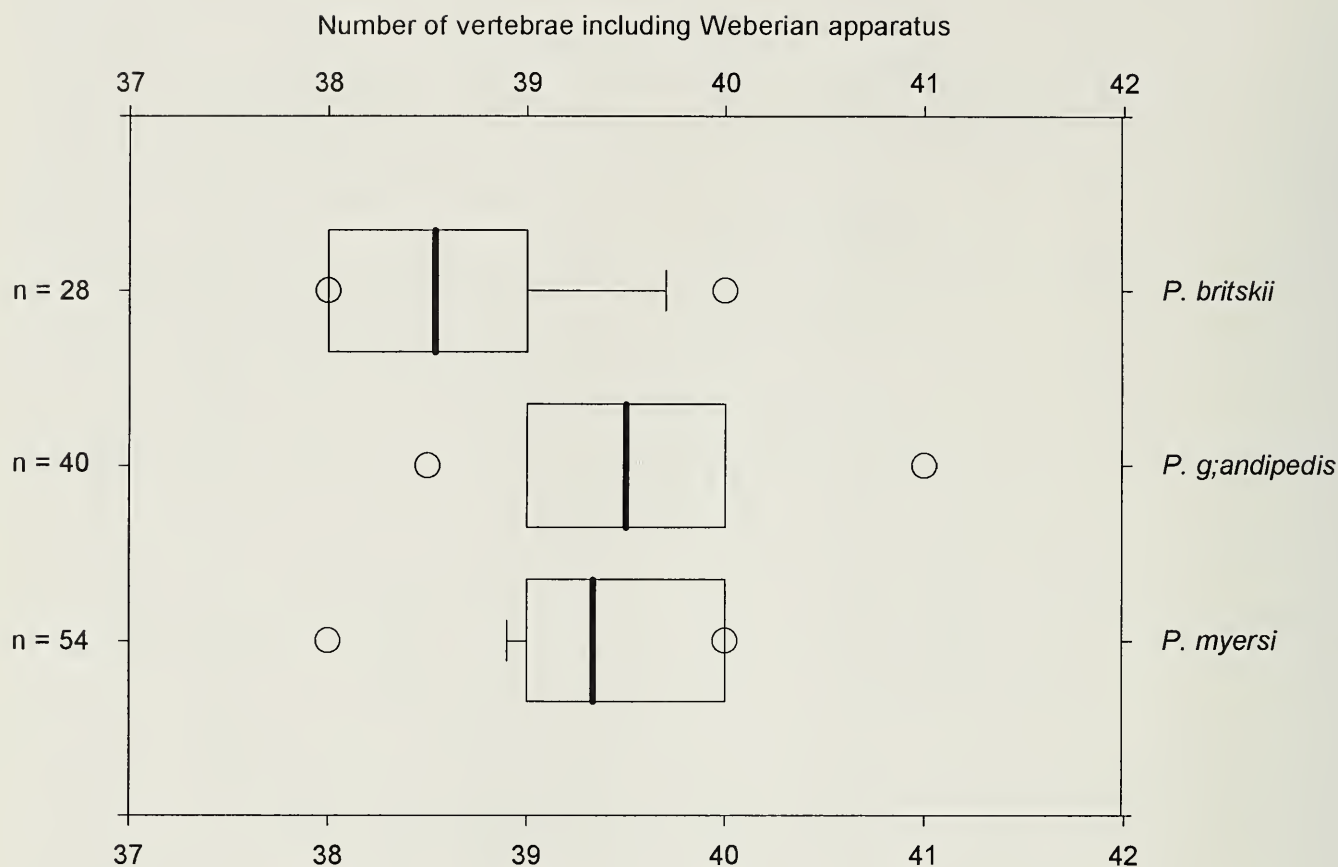 Number of vertebrae including Weberian apparatus
37 38 39 40 41 42
n = 28 P. britskii
n = 40 P. g;andipedis
n = 54 P. myersi
37 38 39 40 41 42